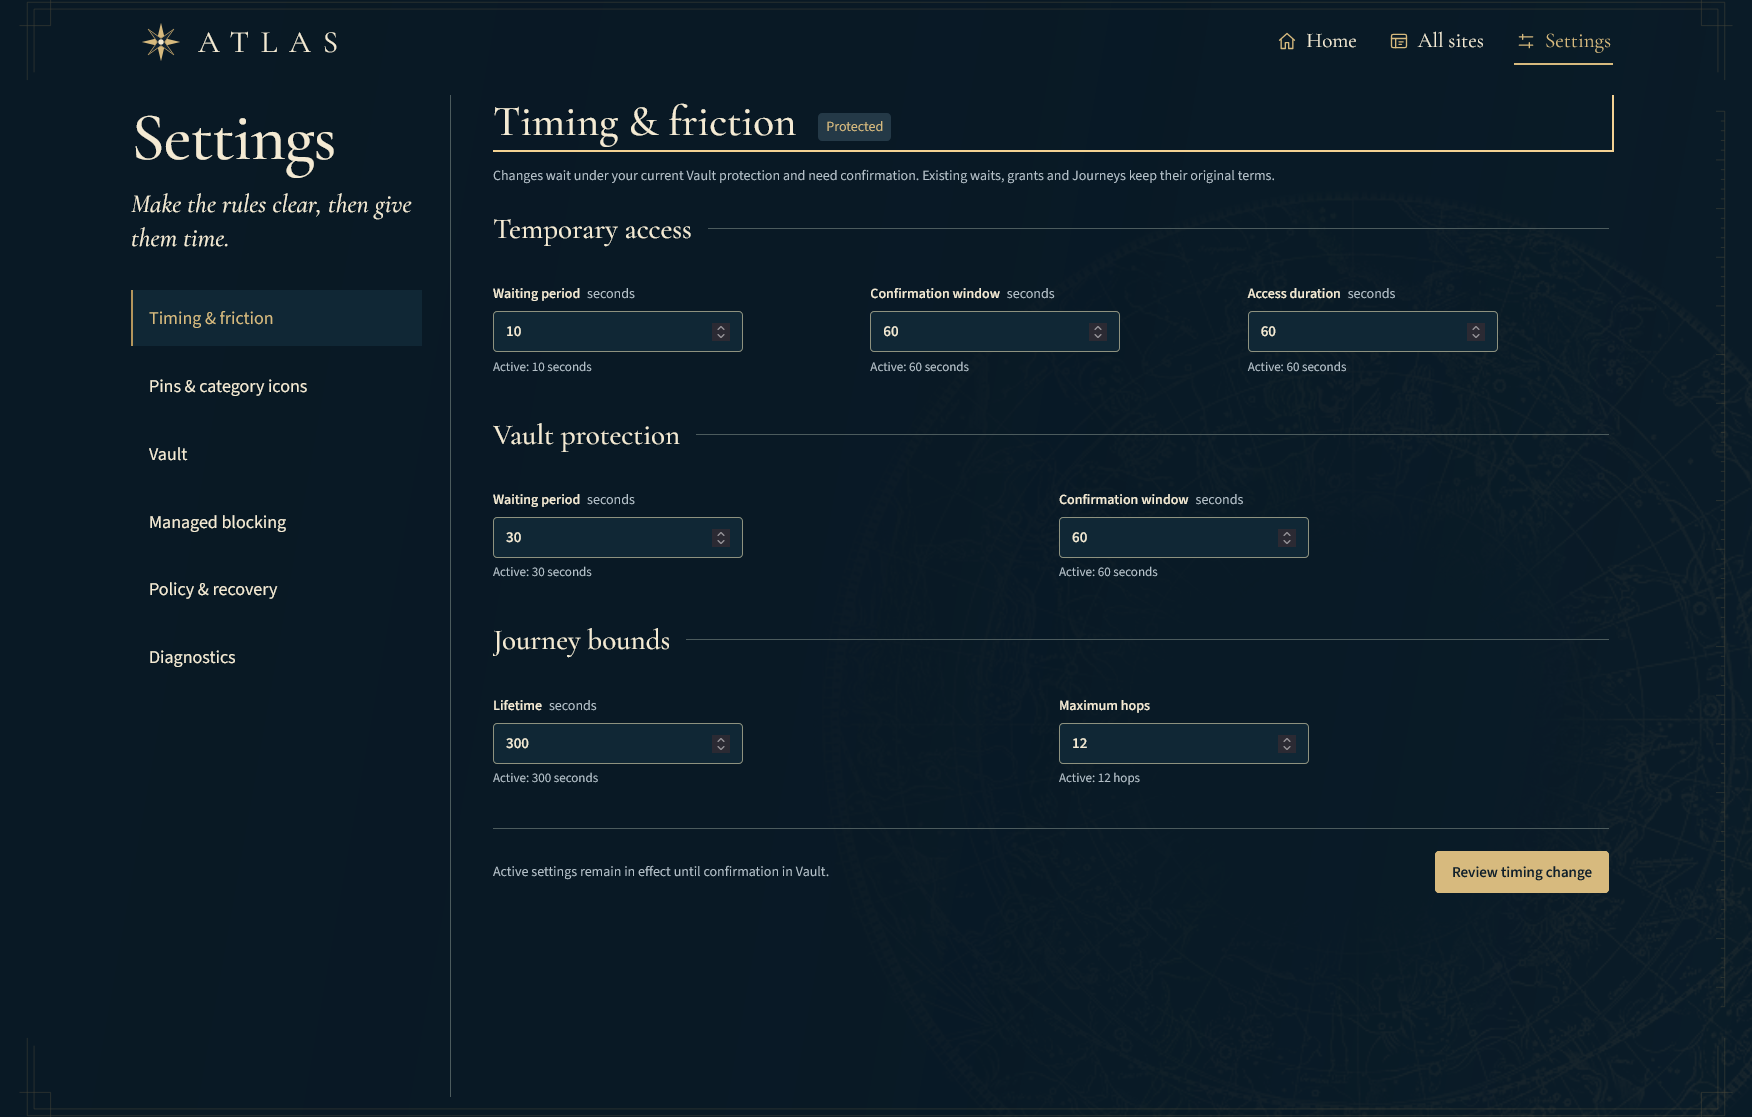 ATLAS
Home
All sites
Settings
Settings
Make the rules clear, then give
them time.
Timing & friction
Pins & category icons
Vault
Managed blocking
Policy & recovery
Diagnostics
Timing & friction Protected
Changes wait under your current Vault protection and need confirmation. Existing waits, grants and Journeys keep their original terms.
Temporary access
Waiting period seconds
10
Active: 10 seconds
Confirmation window seconds
60
Active: 60 seconds
Access duration seconds
60
Active: 60 seconds
Vault protection
Waiting period seconds
30
Active: 30 seconds
Confirmation window seconds
60
Active: 60 seconds
Journey bounds
Lifetime seconds
300
Active: 300 seconds
Maximum hops
12
Active: 12 hops
Active settings remain in effect until confirmation in Vault.
Review timing change